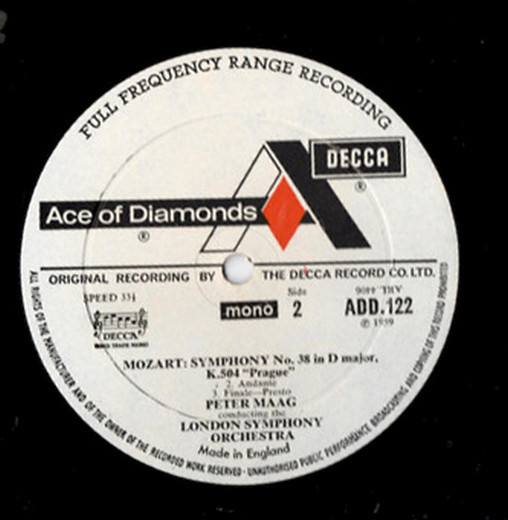 FULL FREQUENCY RANGE RECORDING
DECCA
®
Ace of Diamonds
®
ORIGINAL RECORDING BY THE DECCA RECORD CO. LTD.
SPEED 33⅓
DECCA
mono
Side
2
ADD.122
℗ 1959
MOZART: SYMPHONY No. 38 in D major,
K.504 "Prague"
2. Andante
3. Finale—Presto
PETER MAAG
conducting the
LONDON SYMPHONY
ORCHESTRA
Made in England
ALL RIGHTS OF THE MANUFACTURER AND OF THE OWNER OF THE RECORDED WORK RESERVED · UNAUTHORISED PUBLIC PERFORMANCE BROADCASTING AND COPYING OF THIS RECORD PROHIBITED